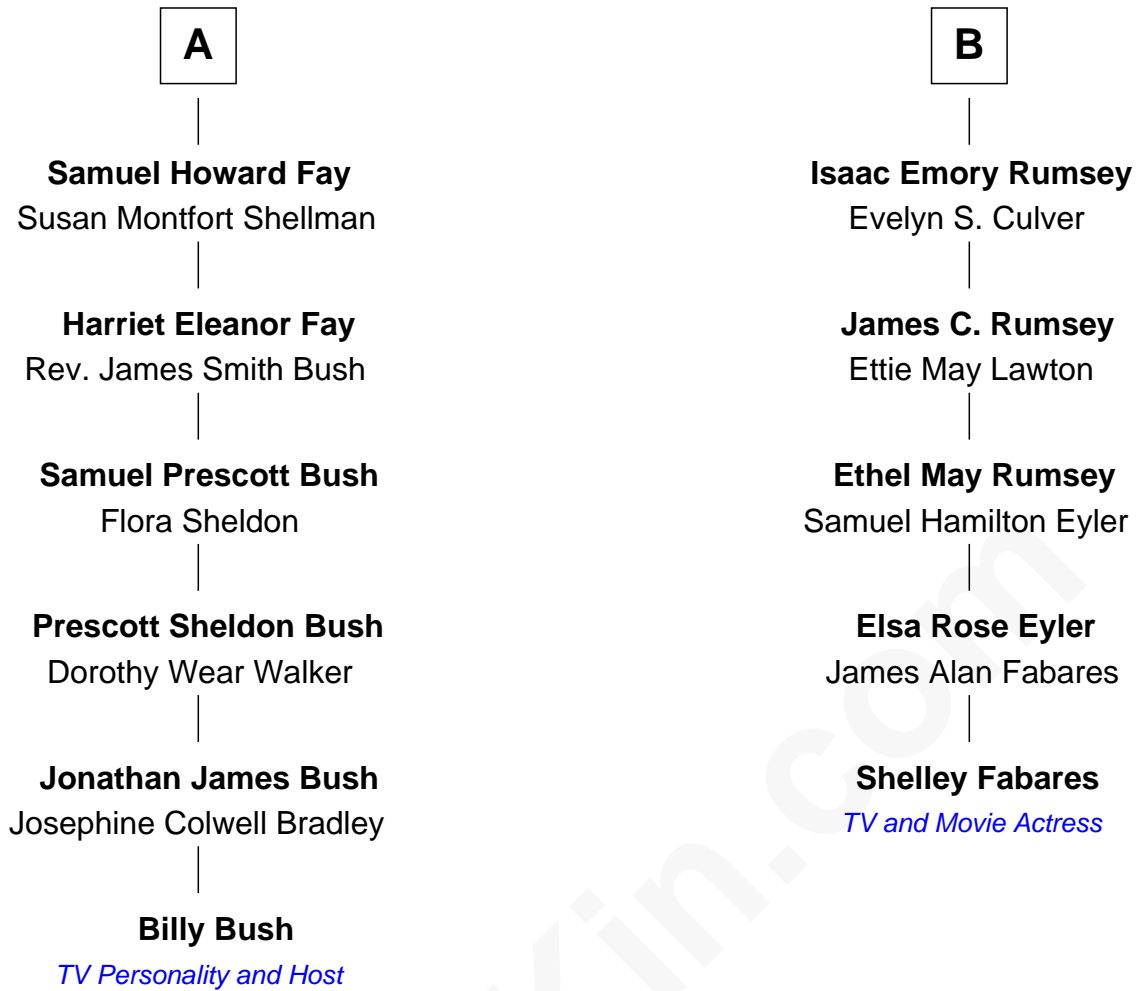 A
Samuel Howard Fay
Susan Montfort Shellman
Harriet Eleanor Fay
Rev. James Smith Bush
Samuel Prescott Bush
Flora Sheldon
Prescott Sheldon Bush
Dorothy Wear Walker
Jonathan James Bush
Josephine Colwell Bradley
Billy Bush
TV Personality and Host
B
Isaac Emory Rumsey
Evelyn S. Culver
James C. Rumsey
Ettie May Lawton
Ethel May Rumsey
Samuel Hamilton Eyler
Elsa Rose Eyler
James Alan Fabares
Shelley Fabares
TV and Movie Actress
Kin.com